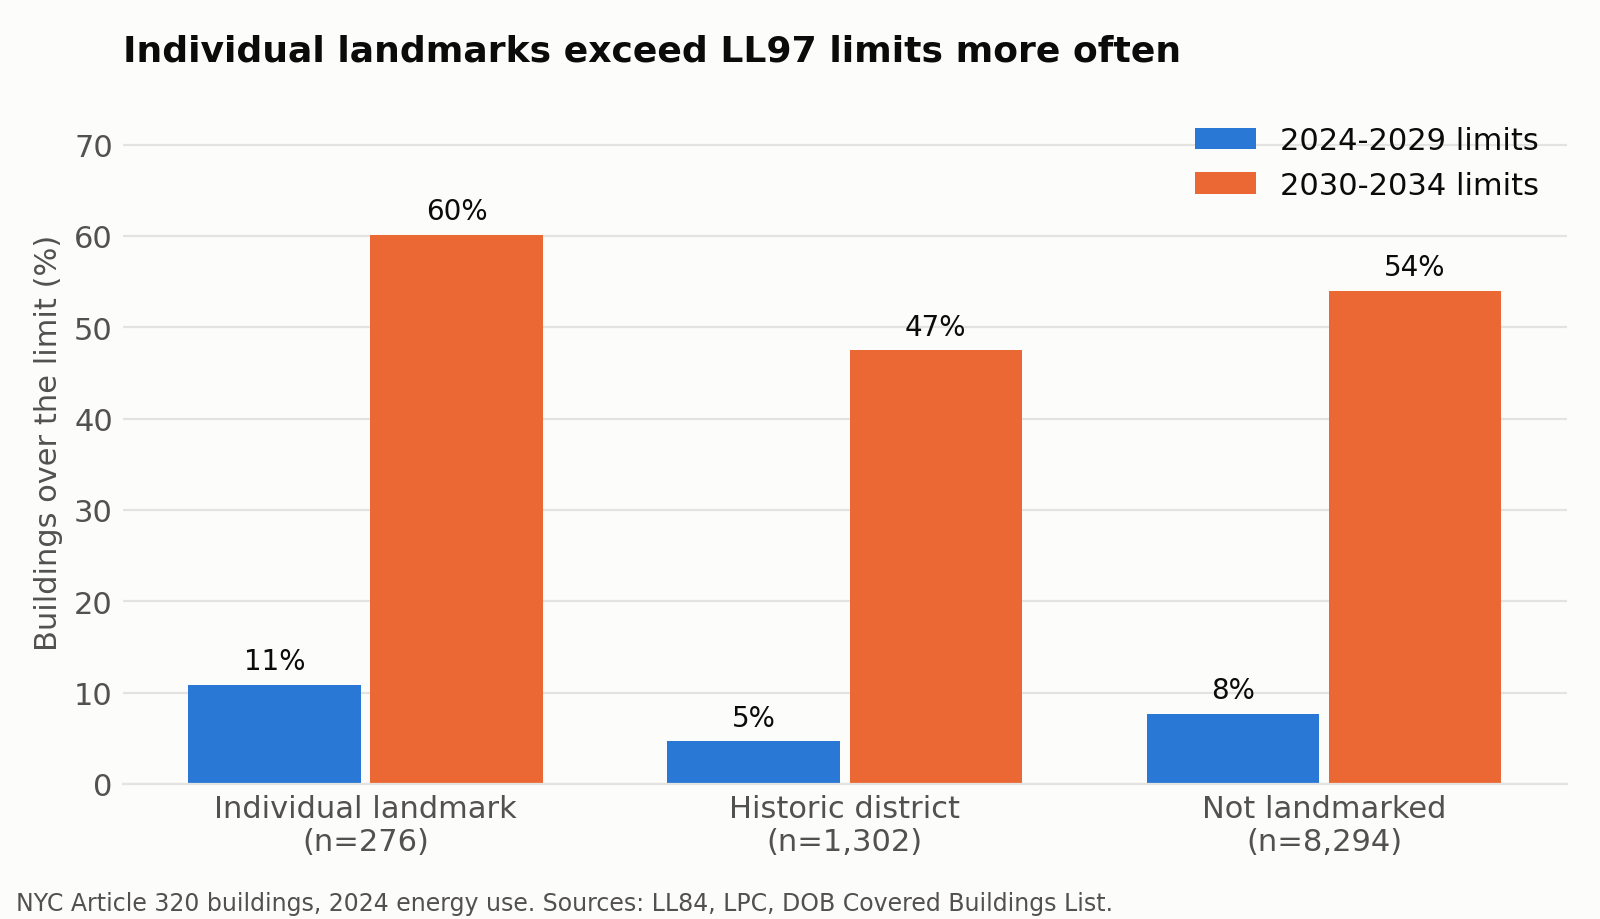 Individual landmarks exceed LL97 limits more often
2024-2029 limits
2030-2034 limits
Buildings over the limit (%)
70
60
50
40
30
20
10
0
11%
60%
5%
47%
8%
54%
Individual landmark
(n=276)
Historic district
(n=1,302)
Not landmarked
(n=8,294)
NYC Article 320 buildings, 2024 energy use. Sources: LL84, LPC, DOB Covered Buildings List.